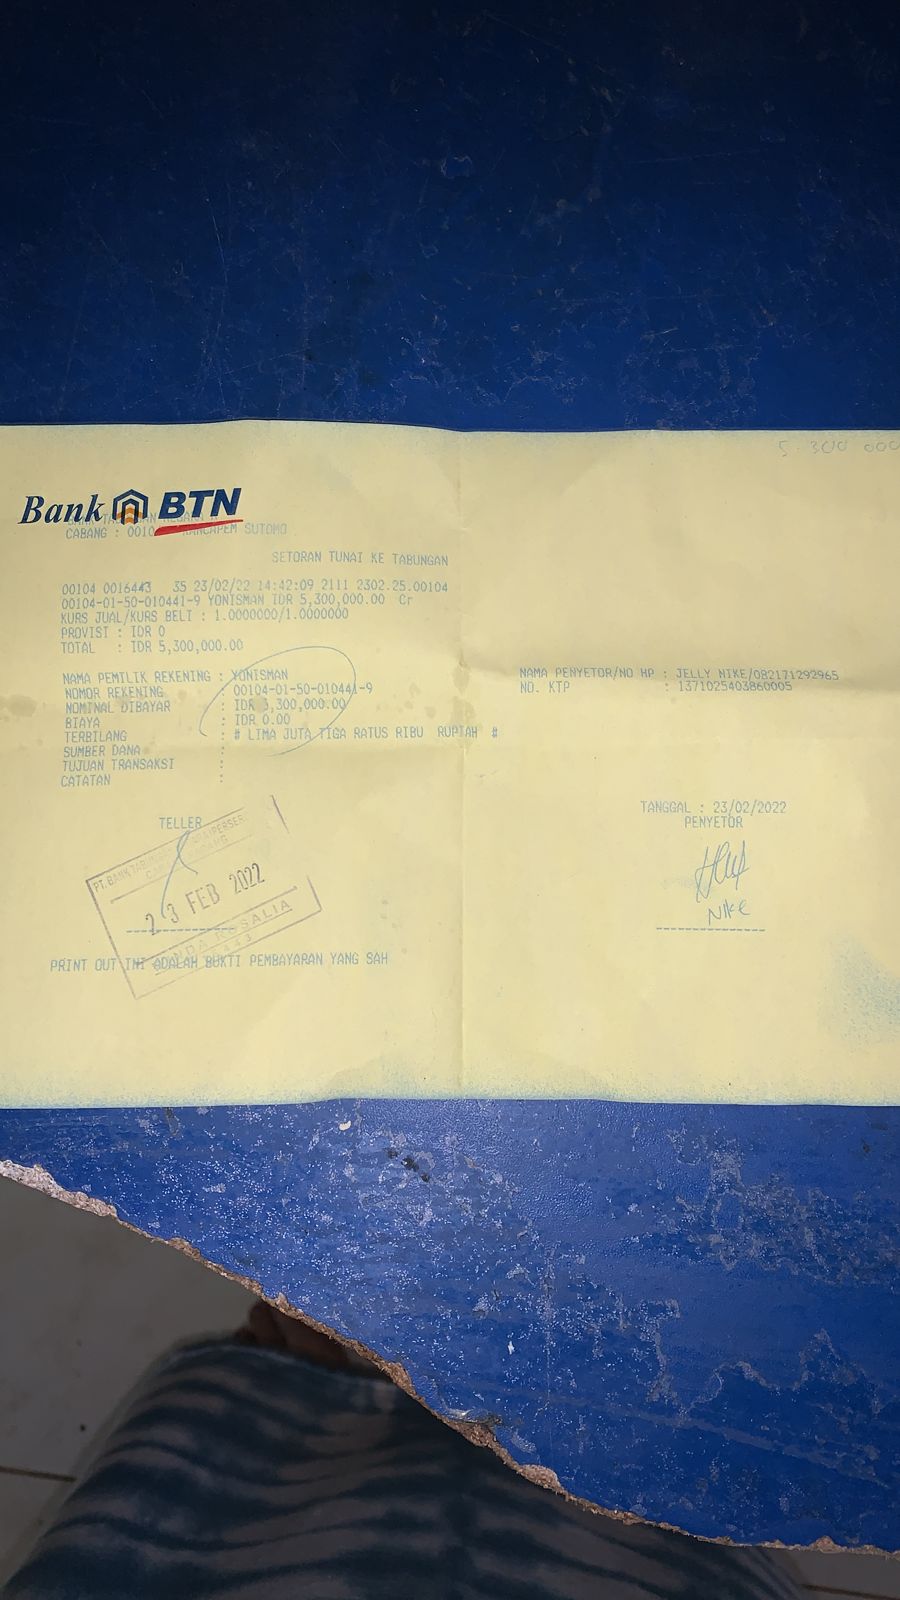 5.300 000
Bank BTN
CABANG : 0010 KANCAPEM SUTOMO
SETORAN TUNAI KE TABUNGAN
00104 0016443 35 23/02/22 14:42:09 2111 2302.25.00104
00104-01-50-010441-9 YONISMAN IDR 5,300,000.00 Cr
KURS JUAL/KURS BELI : 1.0000000/1.0000000
PROVISI : IDR 0
TOTAL : IDR 5,300,000.00
NAMA PEMILIK REKENING : YONISMAN
NOMOR REKENING : 00104-01-50-010441-9
NOMINAL DIBAYAR : IDR 5,300,000.00
BIAYA : IDR 0.00
TERBILANG : # LIMA JUTA TIGA RATUS RIBU RUPIAH #
SUMBER DANA :
TUJUAN TRANSAKSI :
CATATAN :
NAMA PENYETOR/NO HP : JELLY NIKE/082171292965
NO. KTP : 1371025403860005
TELLER
PT. BANK TABUNGAN
23 FEB 2022
ROSALIA
TANGGAL : 23/02/2022
PENYETOR
Nike
PRINT OUT INI ADALAH BUKTI PEMBAYARAN YANG SAH